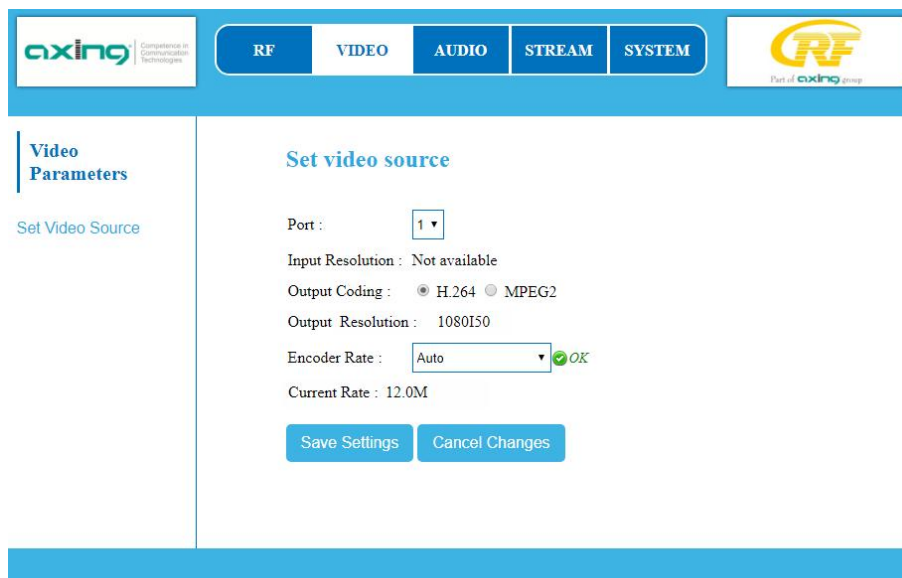 axing Competence in
Communication
Technologies
RF VIDEO AUDIO STREAM SYSTEM
RF
Part of axing group
Video
Parameters
Set Video Source
Set video source
Port : 1
Input Resolution : Not available
Output Coding : H.264 MPEG2
Output Resolution : 1080I50
Encoder Rate : Auto OK
Current Rate : 12.0M
Save Settings Cancel Changes